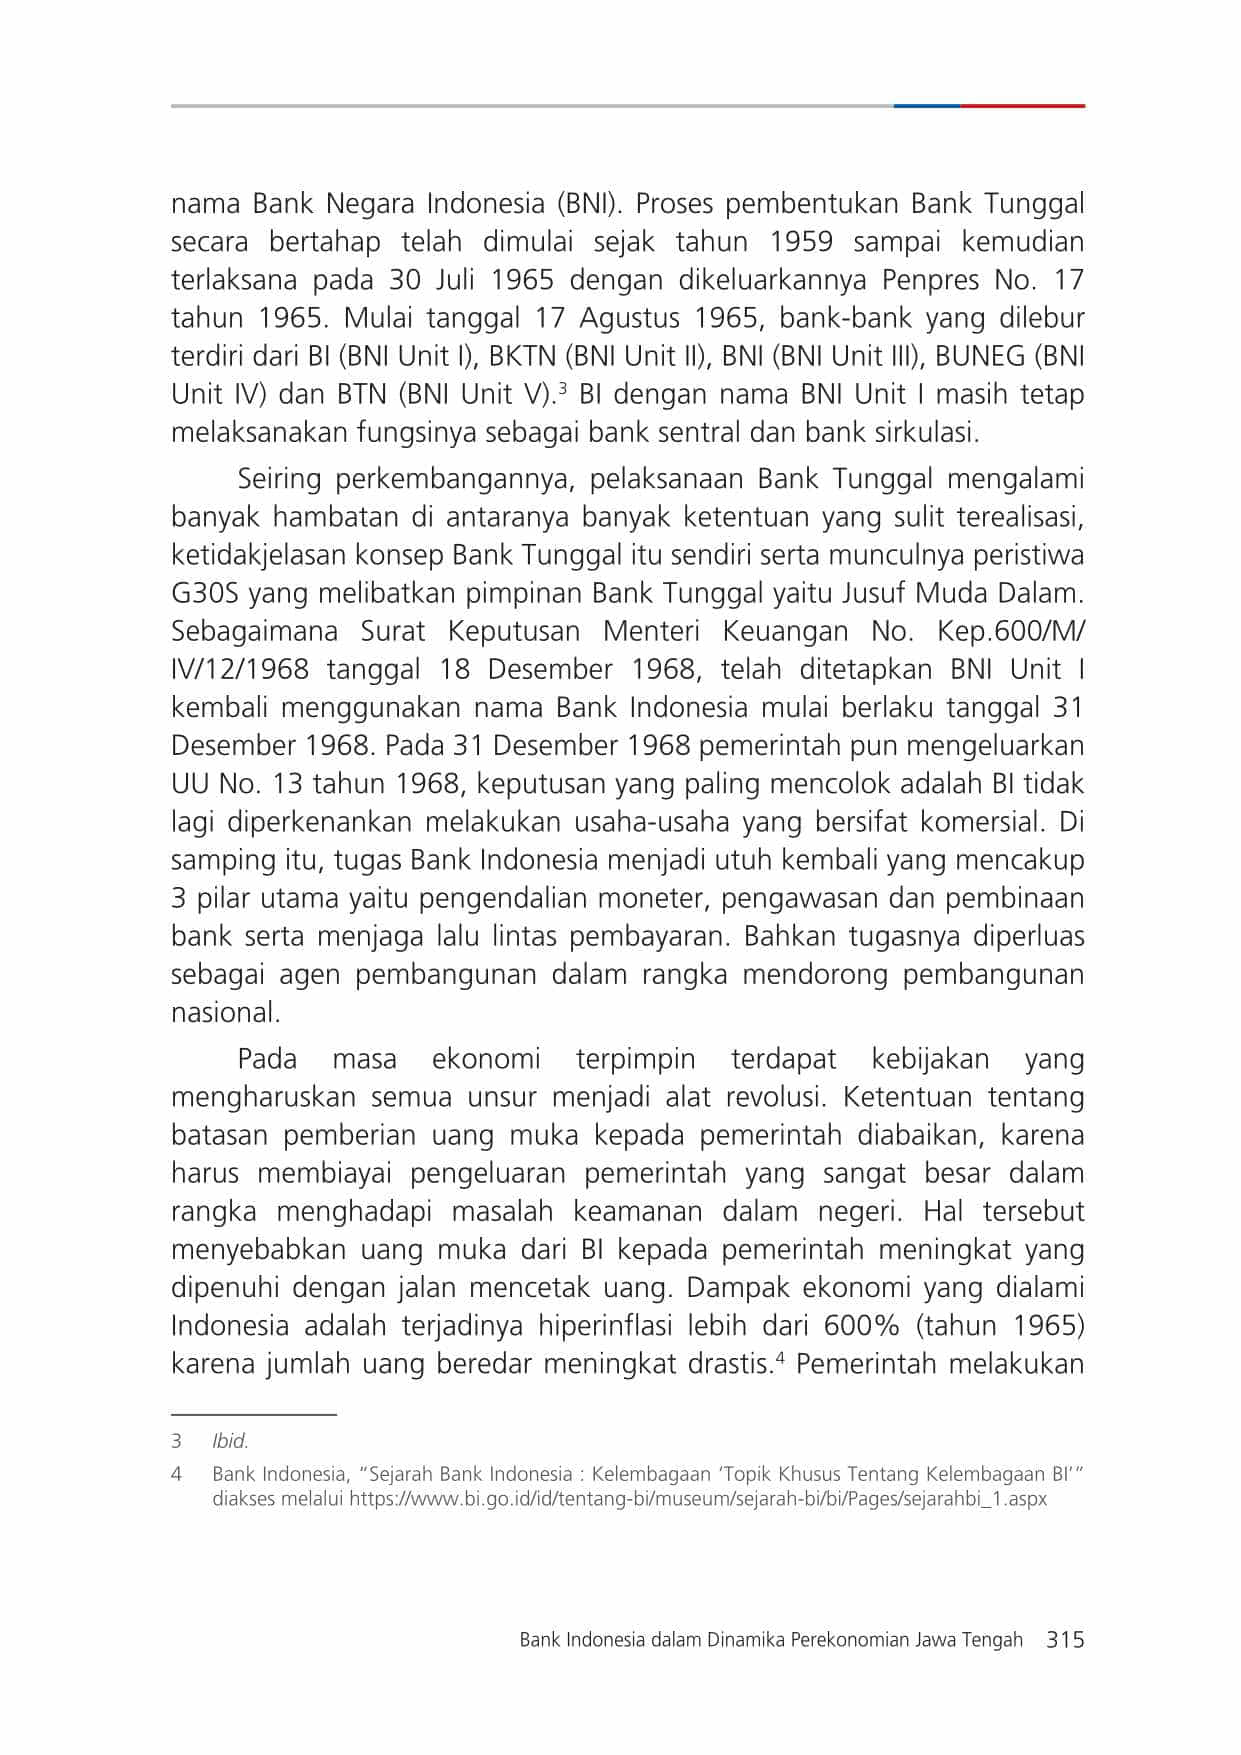 nama Bank Negara Indonesia (BNI). Proses pembentukan Bank Tunggal
secara bertahap telah dimulai sejak tahun 1959 sampai kemudian
terlaksana pada 30 Juli 1965 dengan dikeluarkannya Penpres No. 17
tahun 1965. Mulai tanggal 17 Agustus 1965, bank-bank yang dilebur
terdiri dari BI (BNI Unit I), BKTN (BNI Unit II), BNI (BNI Unit III), BUNEG (BNI
Unit IV) dan BTN (BNI Unit V).³ BI dengan nama BNI Unit I masih tetap
melaksanakan fungsinya sebagai bank sentral dan bank sirkulasi.
Seiring perkembangannya, pelaksanaan Bank Tunggal mengalami
banyak hambatan di antaranya banyak ketentuan yang sulit terealisasi,
ketidakjelasan konsep Bank Tunggal itu sendiri serta munculnya peristiwa
G30S yang melibatkan pimpinan Bank Tunggal yaitu Jusuf Muda Dalam.
Sebagaimana Surat Keputusan Menteri Keuangan No. Kep.600/M/
IV/12/1968 tanggal 18 Desember 1968, telah ditetapkan BNI Unit I
kembali menggunakan nama Bank Indonesia mulai berlaku tanggal 31
Desember 1968. Pada 31 Desember 1968 pemerintah pun mengeluarkan
UU No. 13 tahun 1968, keputusan yang paling mencolok adalah BI tidak
lagi diperkenankan melakukan usaha-usaha yang bersifat komersial. Di
samping itu, tugas Bank Indonesia menjadi utuh kembali yang mencakup
3 pilar utama yaitu pengendalian moneter, pengawasan dan pembinaan
bank serta menjaga lalu lintas pembayaran. Bahkan tugasnya diperluas
sebagai agen pembangunan dalam rangka mendorong pembangunan
nasional.
Pada masa ekonomi terpimpin terdapat kebijakan yang
mengharuskan semua unsur menjadi alat revolusi. Ketentuan tentang
batasan pemberian uang muka kepada pemerintah diabaikan, karena
harus membiayai pengeluaran pemerintah yang sangat besar dalam
rangka menghadapi masalah keamanan dalam negeri. Hal tersebut
menyebabkan uang muka dari BI kepada pemerintah meningkat yang
dipenuhi dengan jalan mencetak uang. Dampak ekonomi yang dialami
Indonesia adalah terjadinya hiperinflasi lebih dari 600% (tahun 1965)
karena jumlah uang beredar meningkat drastis.⁴ Pemerintah melakukan
3 Ibid.
4 Bank Indonesia, “Sejarah Bank Indonesia : Kelembagaan ‘Topik Khusus Tentang Kelembagaan BI’”
diakses melalui https://www.bi.go.id/id/tentang-bi/museum/sejarah-bi/bi/Pages/sejarahbi_1.aspx
Bank Indonesia dalam Dinamika Perekonomian Jawa Tengah 315